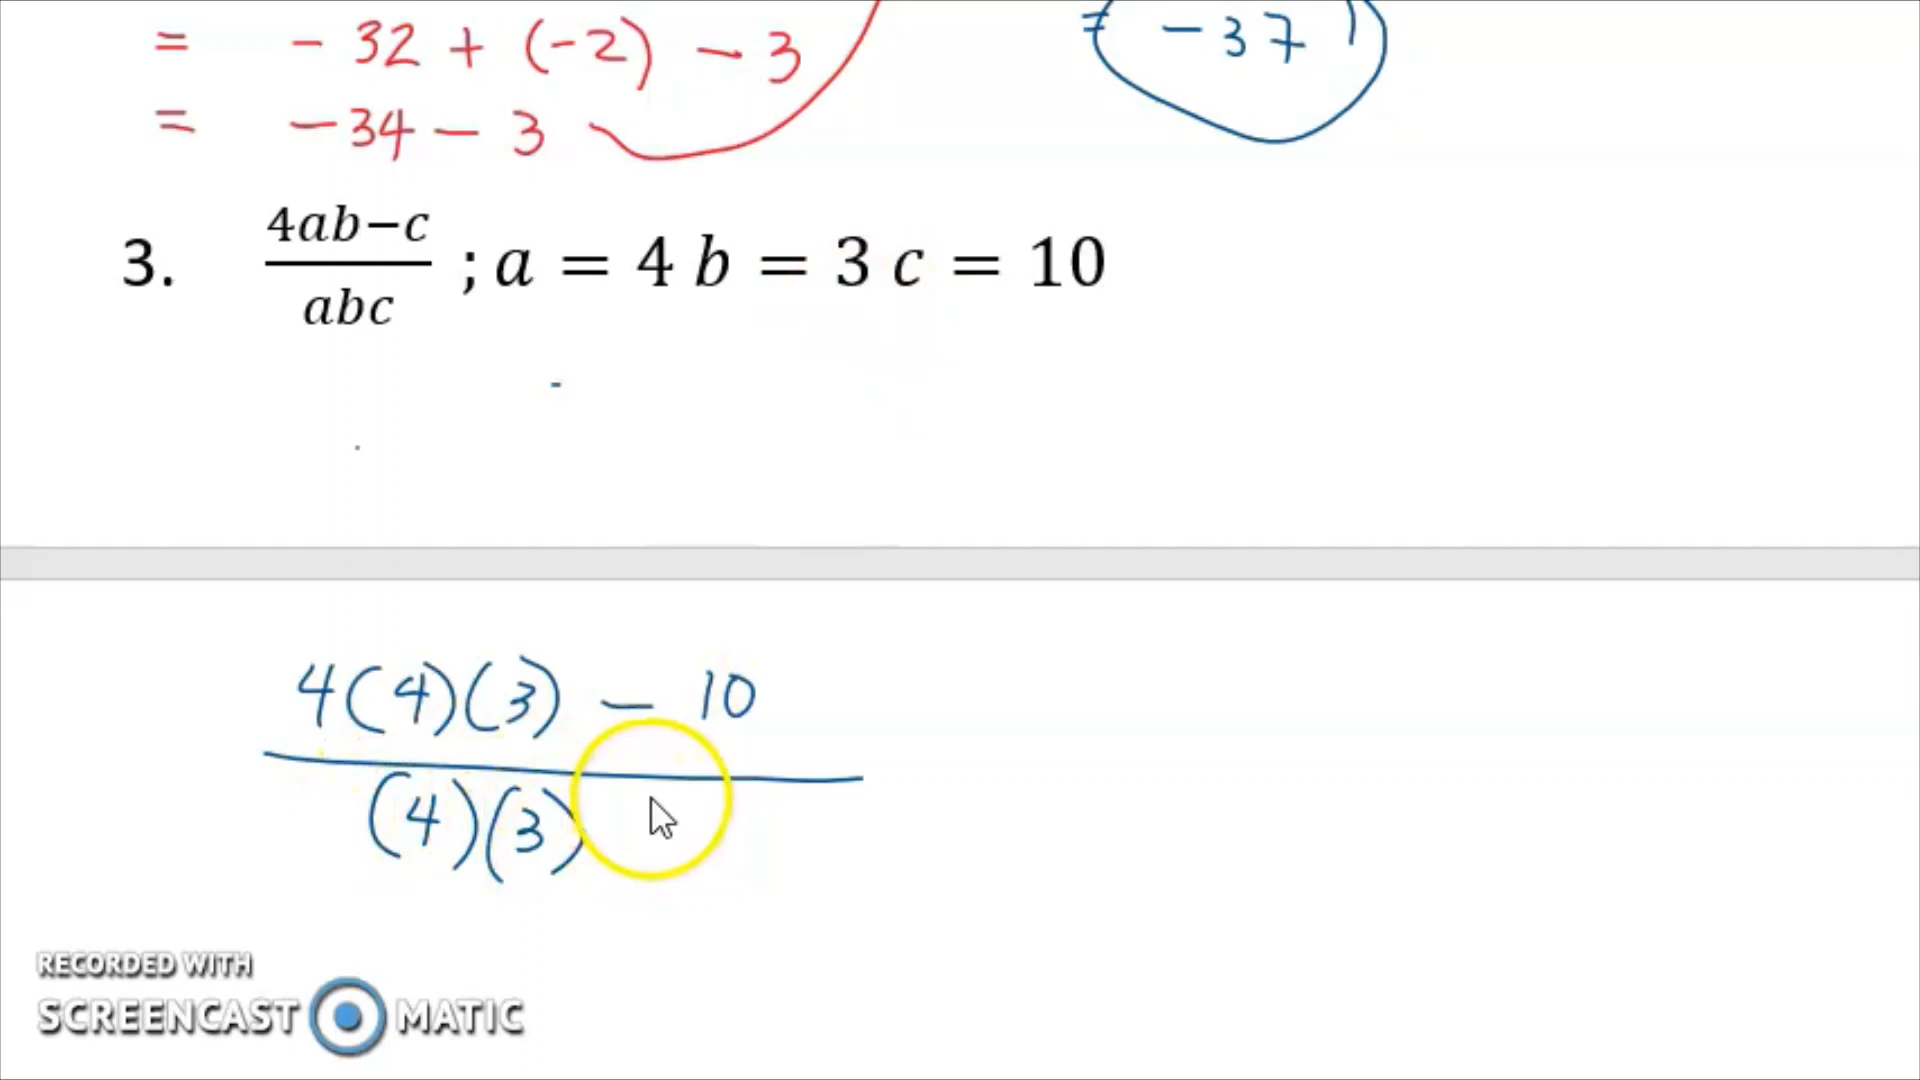 = - 32 + (-2) - 3
= - 37
= -34 - 3
3. \frac{4ab-c}{abc} ; a = 4 b = 3 c = 10
4(4)(3) - 10
(4)(3)
RECORDED WITH
SCREENCAST MATIC